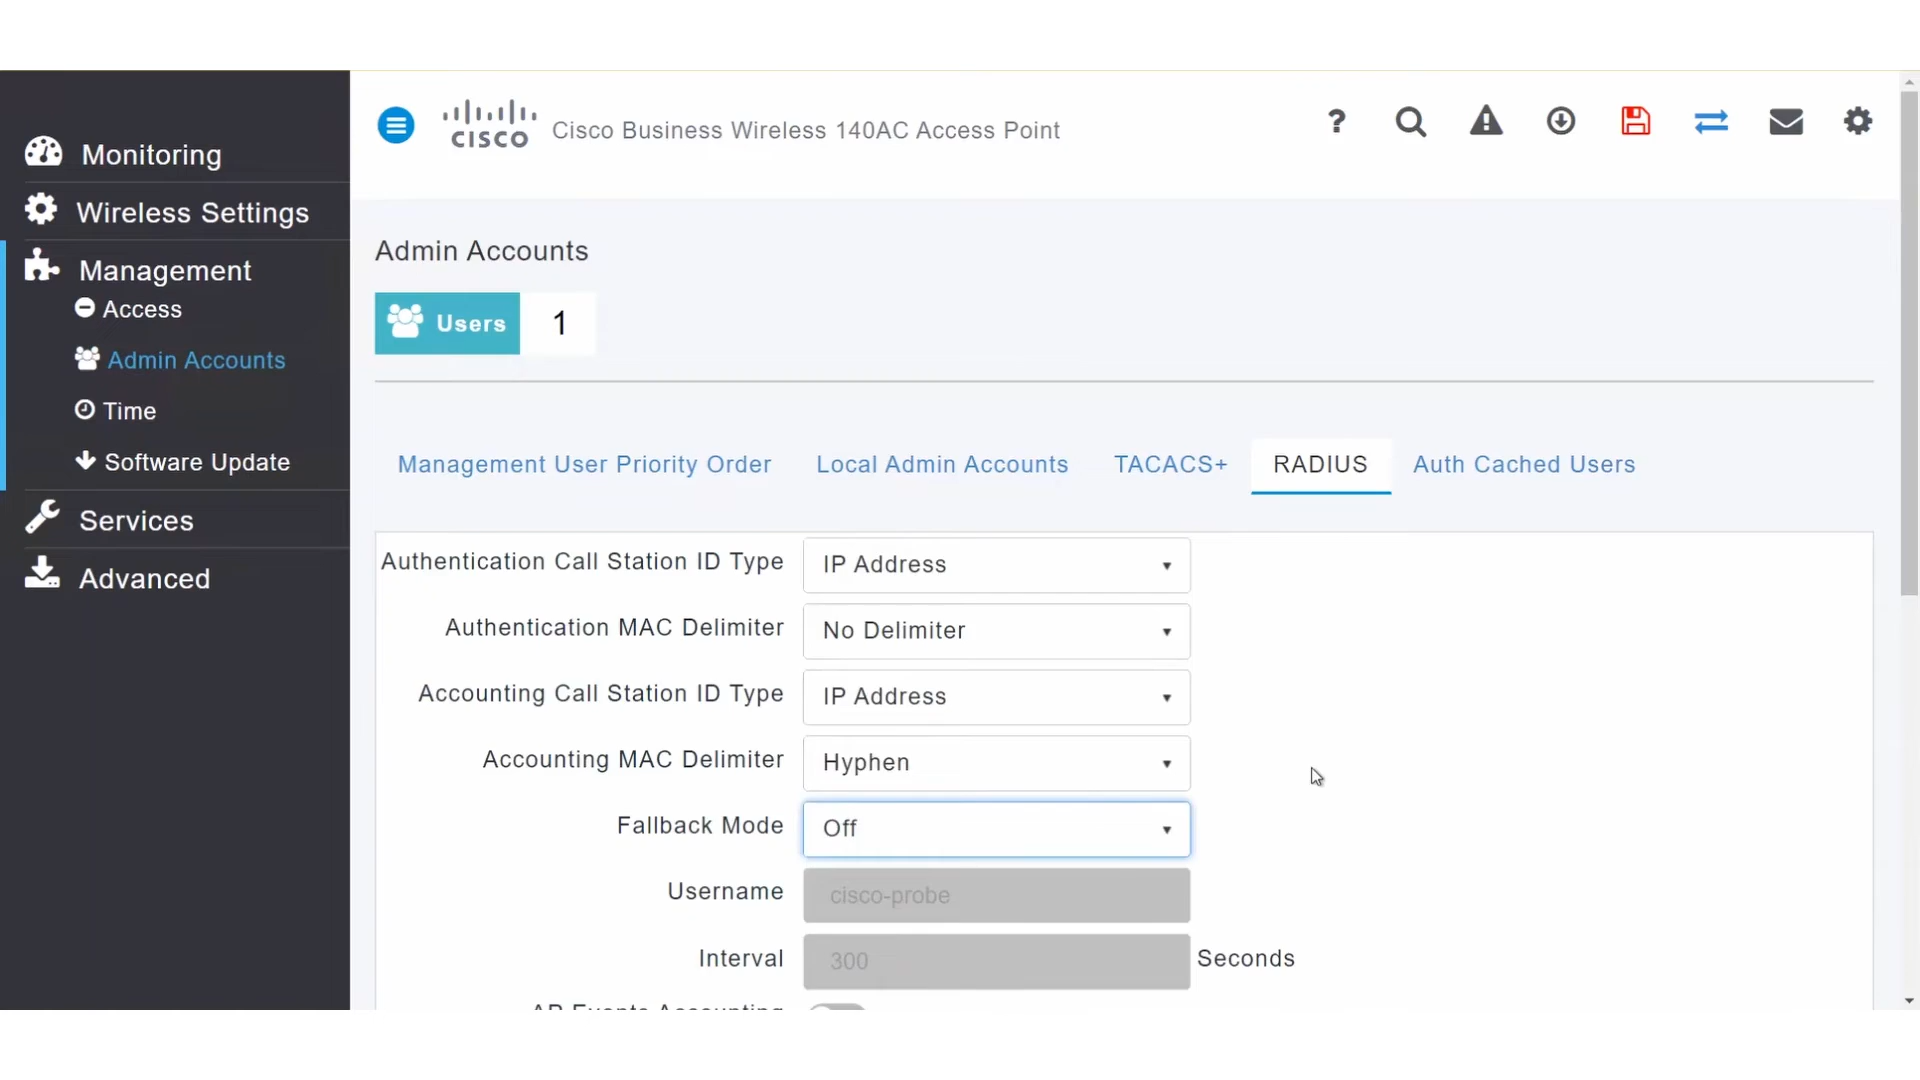 Monitoring
Wireless Settings
Management
Access
Admin Accounts
Time
Software Update
Services
Advanced
CISCO
Cisco Business Wireless 140AC Access Point
?
Admin Accounts
Users 1
Management User Priority Order Local Admin Accounts TACACS+ RADIUS Auth Cached Users
Authentication Call Station ID Type IP Address
Authentication MAC Delimiter No Delimiter
Accounting Call Station ID Type IP Address
Accounting MAC Delimiter Hyphen
Fallback Mode Off
Username cisco-probe
Interval 300 Seconds
AP Events Accounting